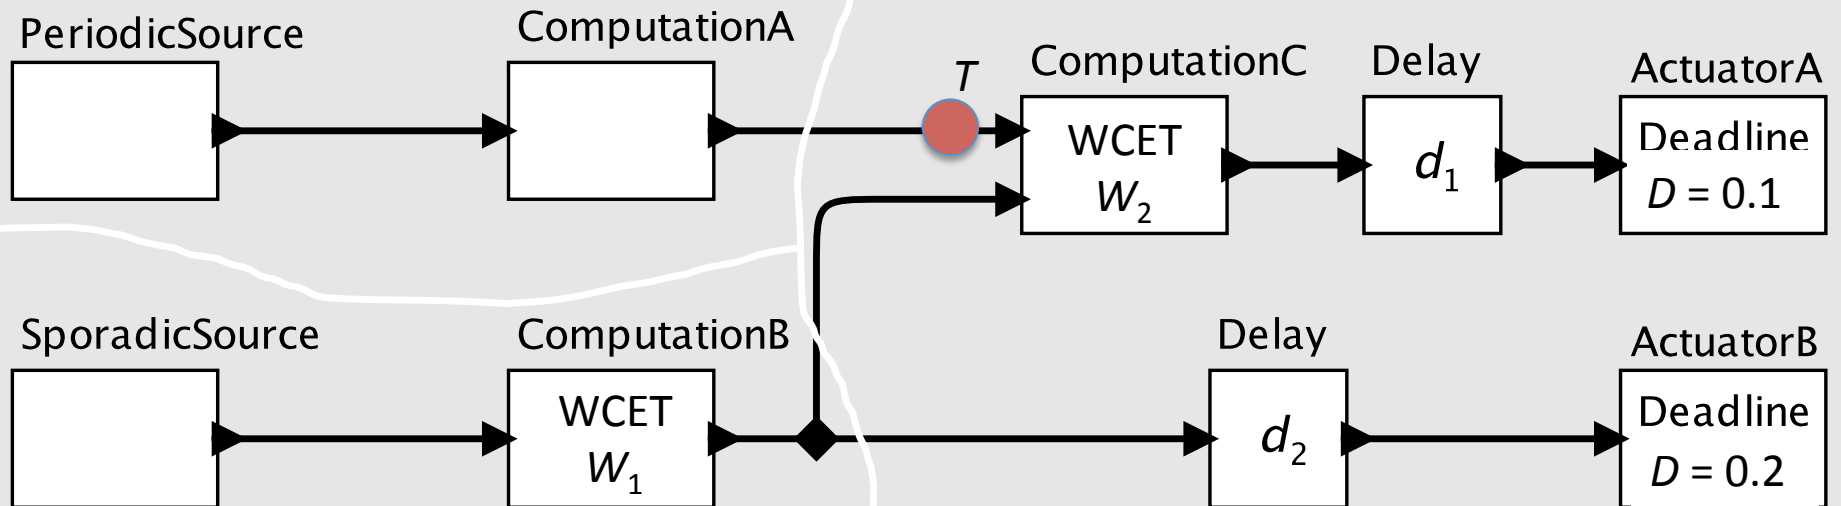 PeriodicSource
ComputationA
T
ComputationC
Delay
ActuatorA
WCET
W₂
d₁
Deadline
D = 0.1
SporadicSource
ComputationB
Delay
ActuatorB
WCET
W₁
d₂
Deadline
D = 0.2